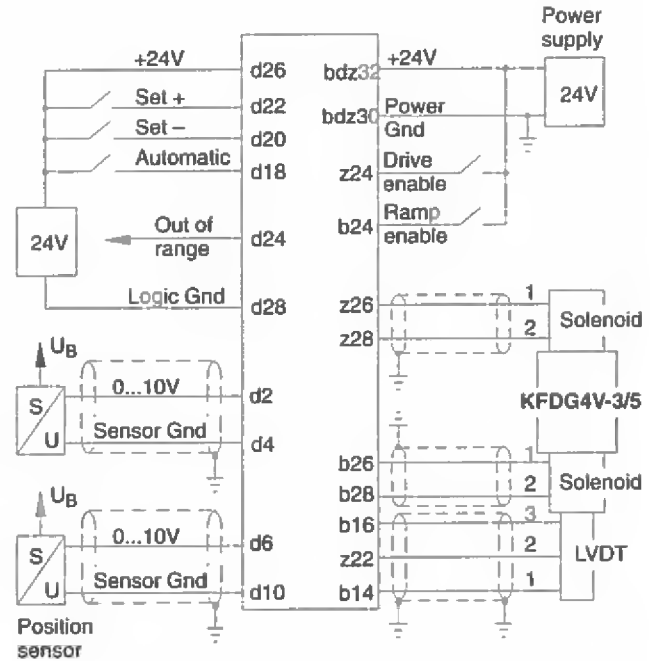 Power
supply
+24V
d26
bdz32
+24V
24V
Set +
d22
bdz30
Power
Gnd
Set –
d20
Automatic
d18
z24
Drive
enable
24V
Out of
range
d24
b24
Ramp
enable
Logic Gnd
d28
z26
1
Solenoid
z28
2
UB
S
U
0...10V
d2
KFDG4V-3/5
Sensor Gnd
d4
b26
1
Solenoid
b28
2
UB
b16
3
S
U
0...10V
d6
z22
2
LVDT
Sensor Gnd
d10
b14
1
Position
sensor